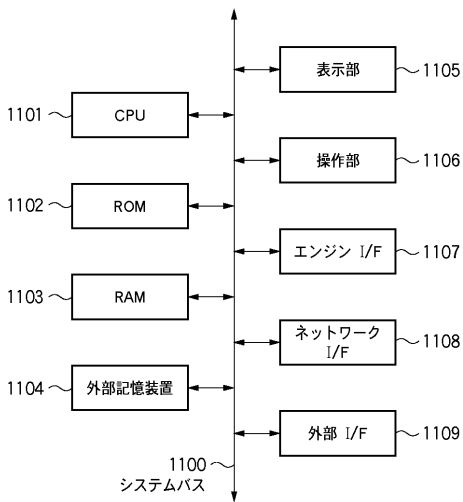 表示部 1105
1101 CPU
操作部 1106
1102 ROM
エンジン I/F 1107
1103 RAM
ネットワーク
I/F 1108
1104 外部記憶装置
外部 I/F 1109
1100
システムバス